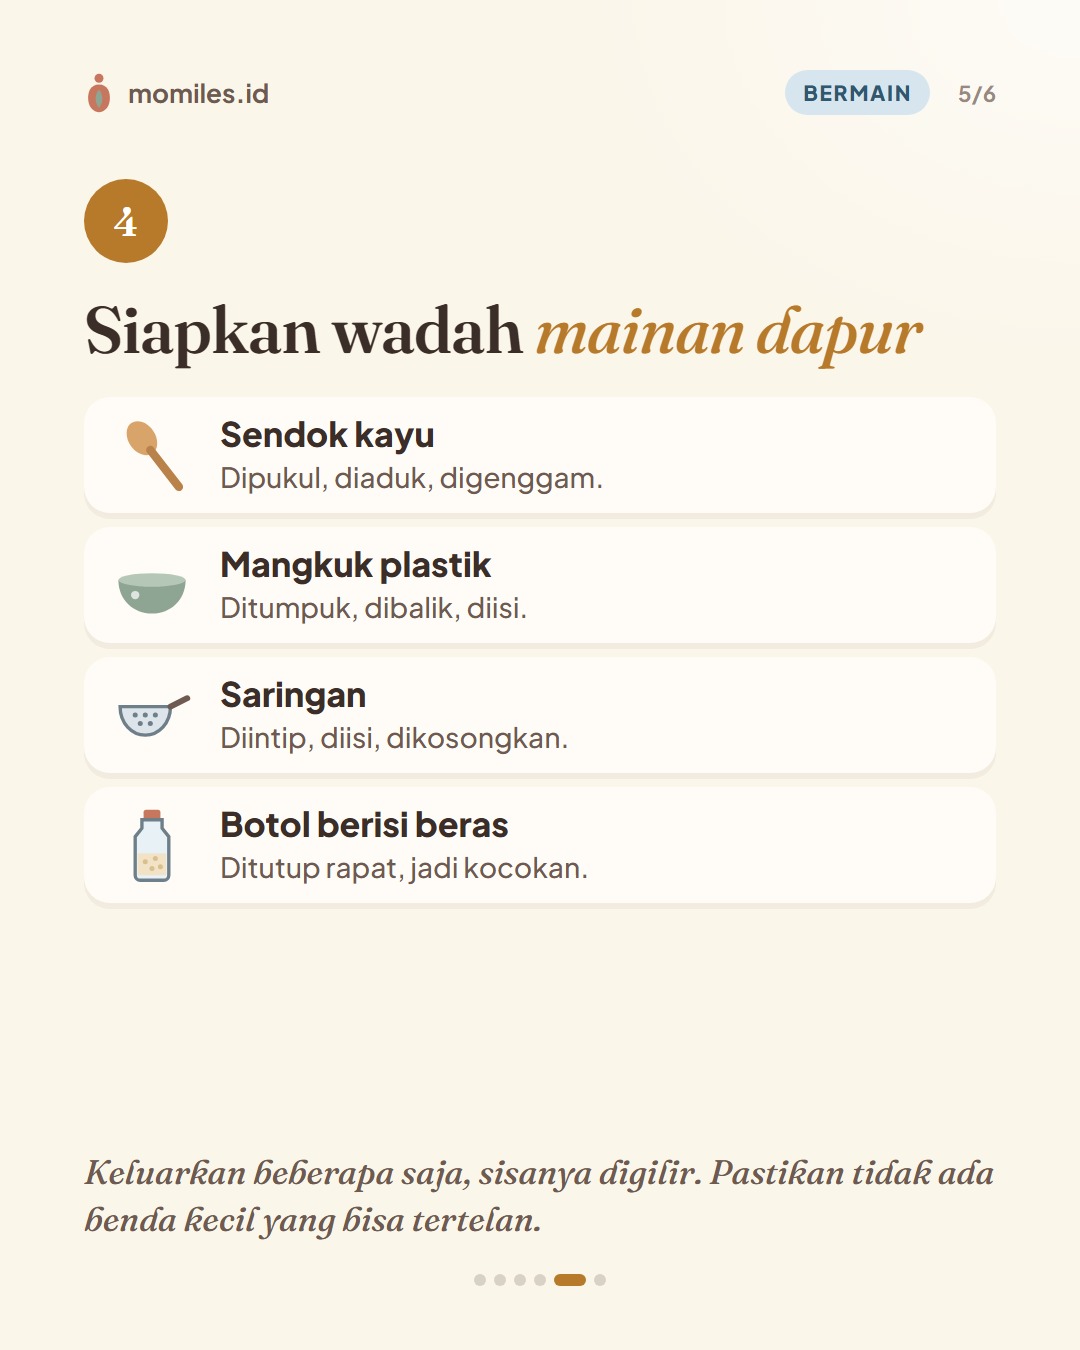 momiles.id
BERMAIN 5/6
4
Siapkan wadah mainan dapur
Sendok kayu
Dipukul, diaduk, digenggam.
Mangkuk plastik
Ditumpuk, dibalik, diisi.
Saringan
Diintip, diisi, dikosongkan.
Botol berisi beras
Ditutup rapat, jadi kocokan.
Keluarkan beberapa saja, sisanya digilir. Pastikan tidak ada
benda kecil yang bisa tertelan.